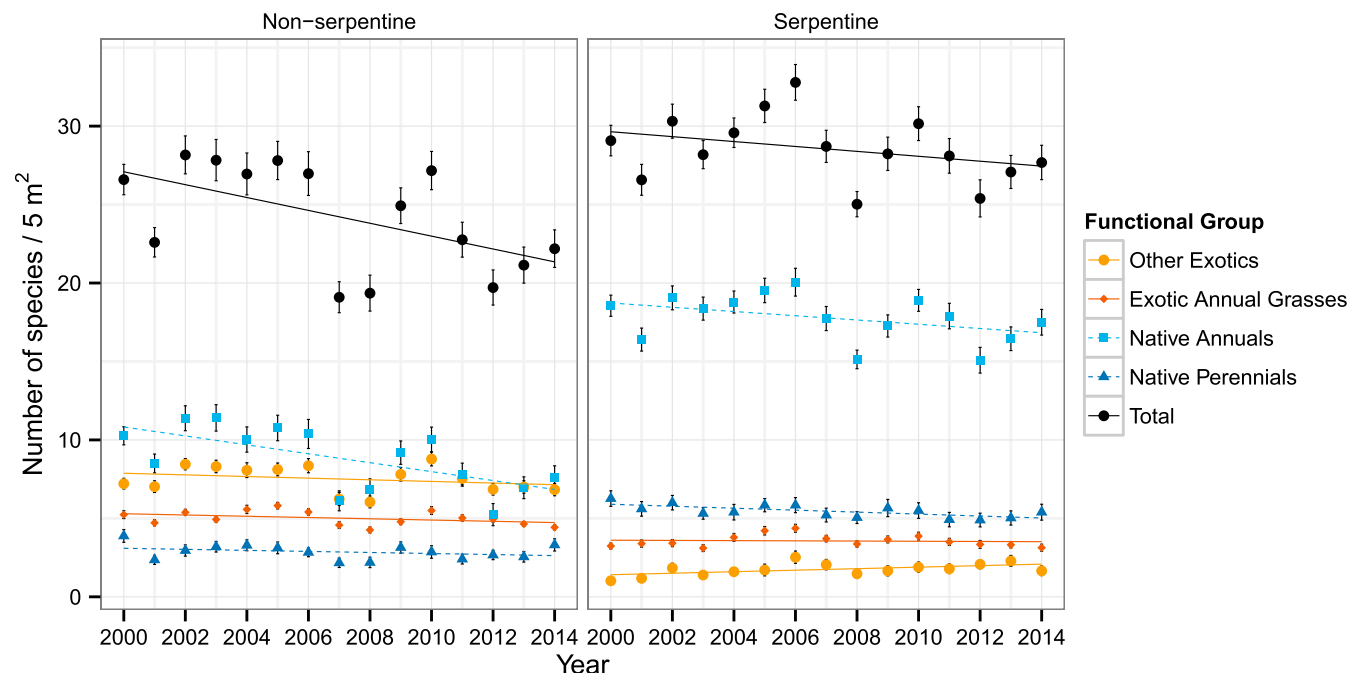 Non−serpentine
Serpentine
Number of species / 5 m²
30
20
10
0
2000 2002 2004 2006 2008 2010 2012 2014
2000 2002 2004 2006 2008 2010 2012 2014
Year
Functional Group
Other Exotics
Exotic Annual Grasses
Native Annuals
Native Perennials
Total